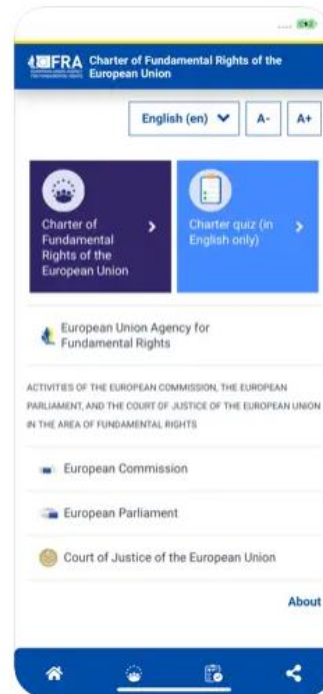 FRA
Charter of Fundamental Rights of the
European Union
English (en)
A-
A+
Charter of
Fundamental
Rights of the
European Union
Charter quiz (in
English only)
European Union Agency for
Fundamental Rights
ACTIVITIES OF THE EUROPEAN COMMISSION, THE EUROPEAN
PARLIAMENT, AND THE COURT OF JUSTICE OF THE EUROPEAN UNION
IN THE AREA OF FUNDAMENTAL RIGHTS
European Commission
European Parliament
Court of Justice of the European Union
About